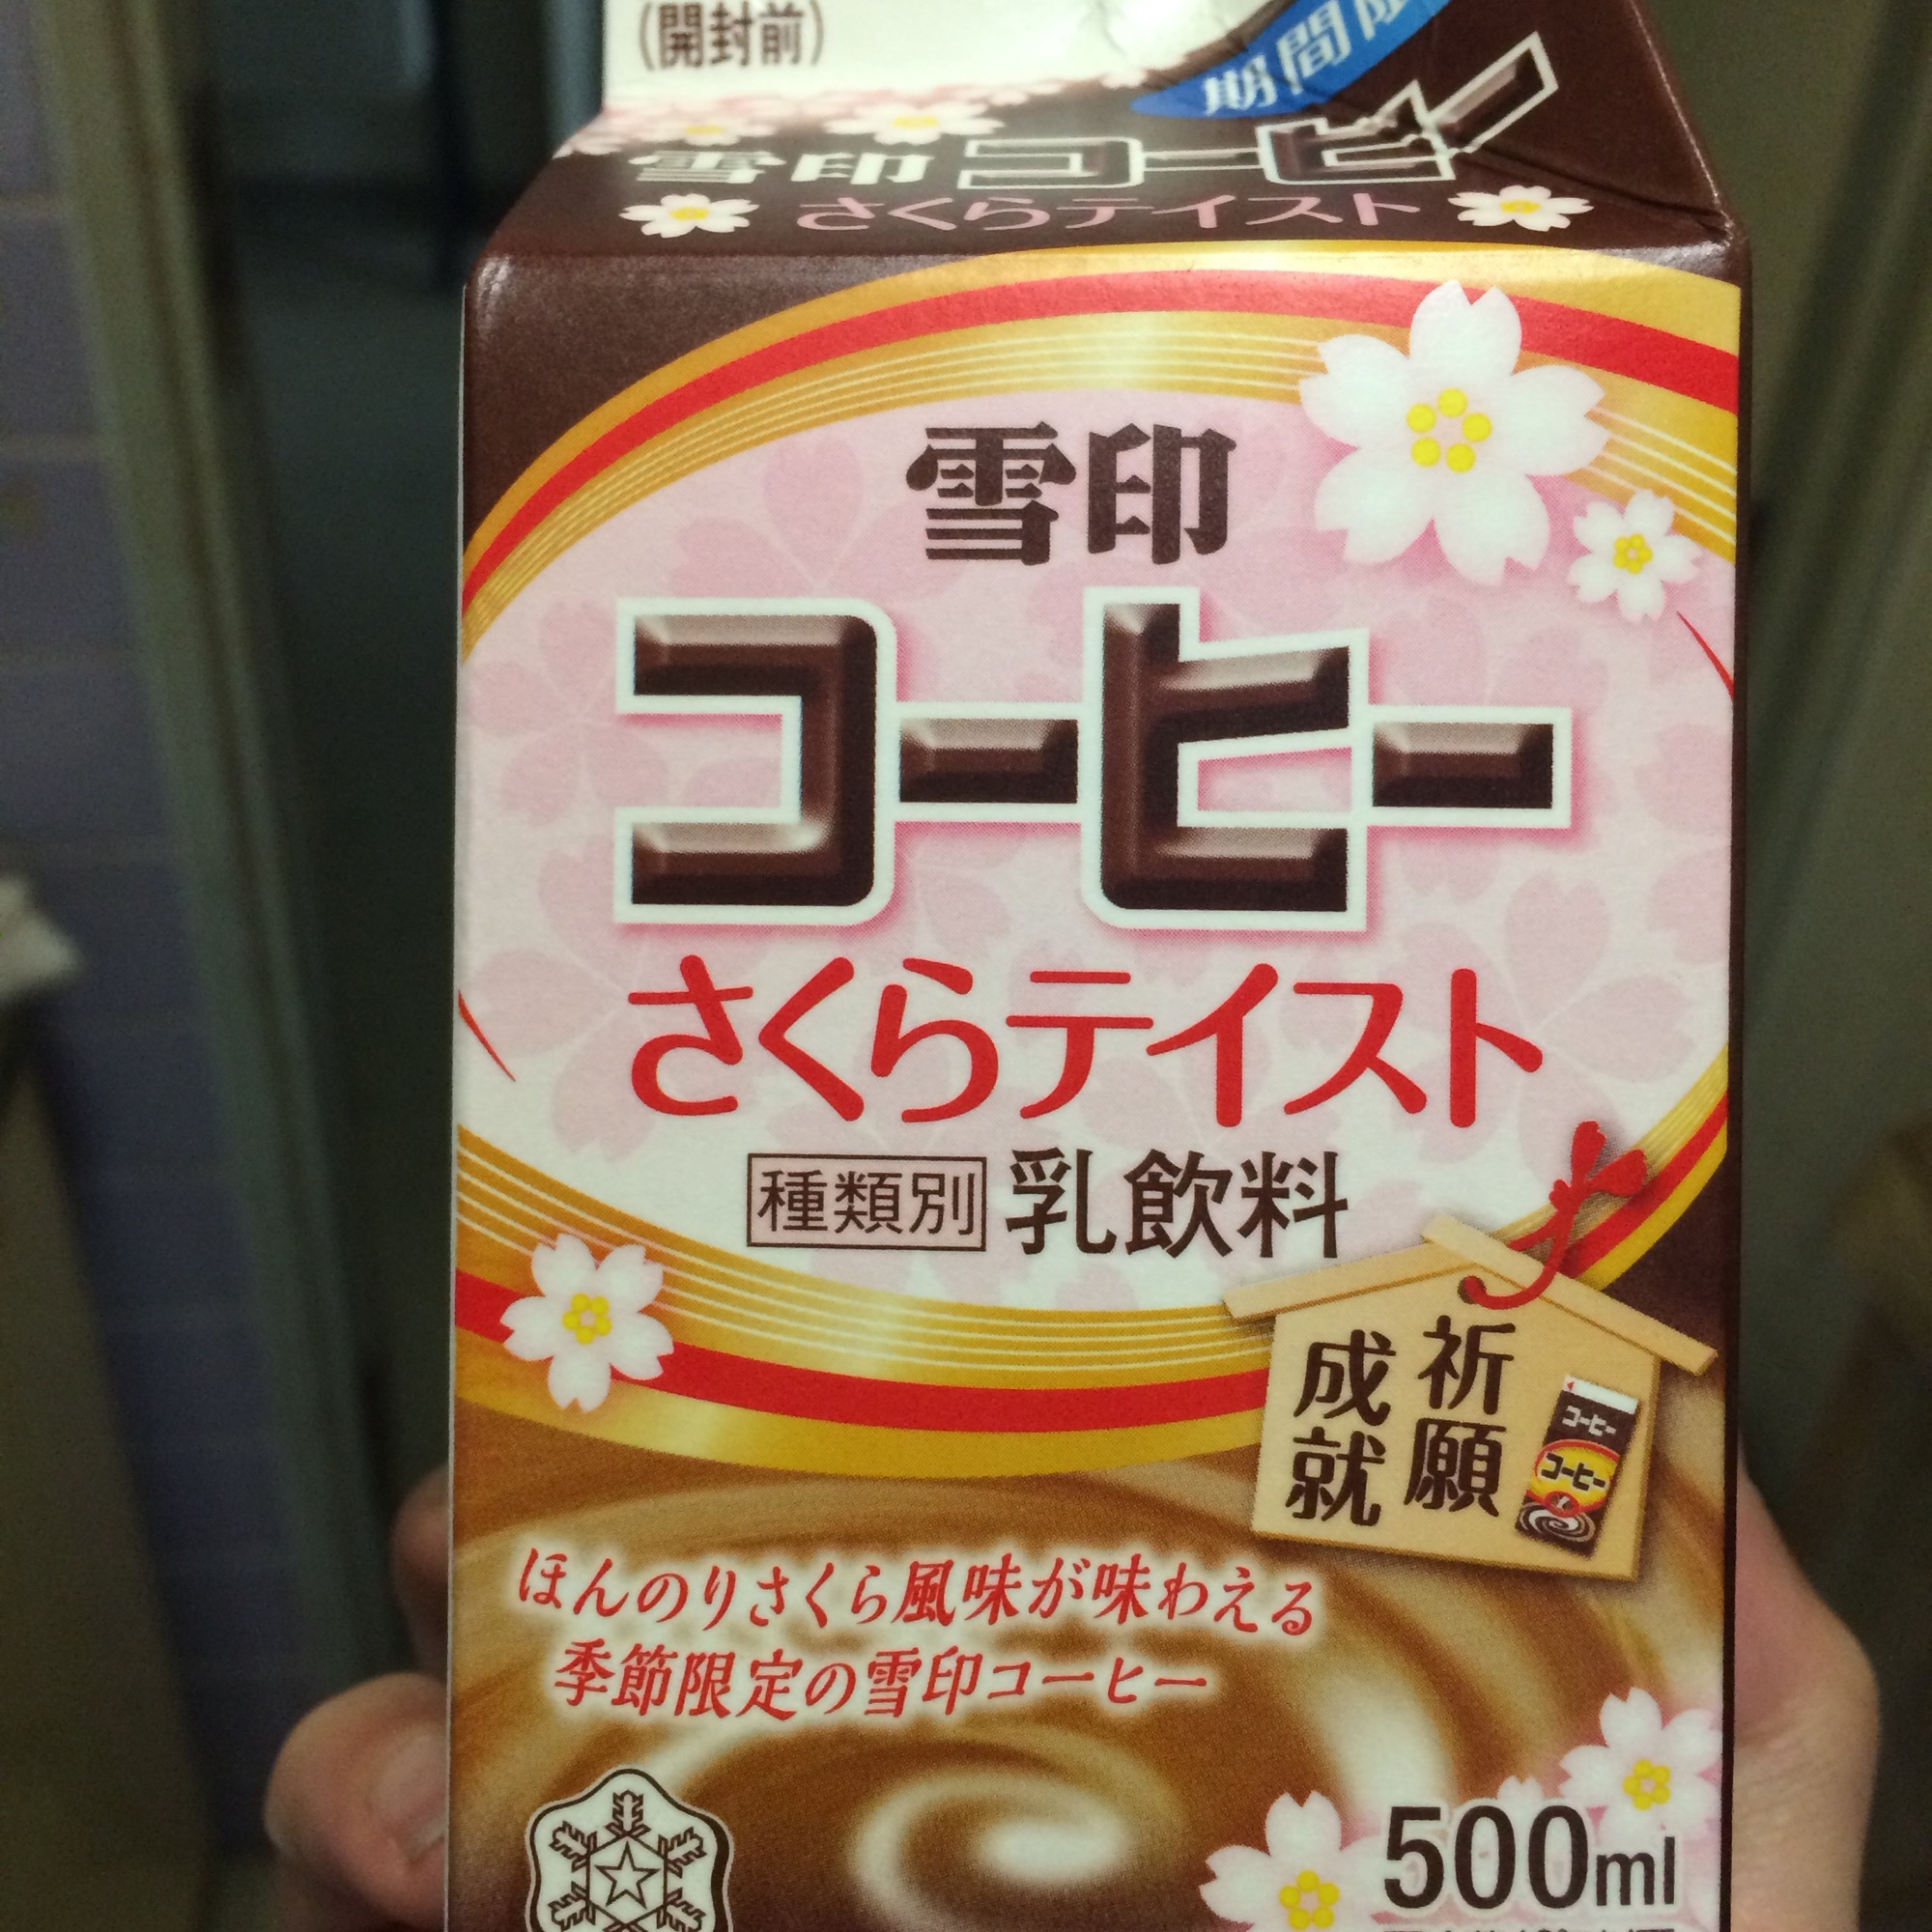 (開封前)
期間限
雪印コーヒー
さくらテイスト
雪印
コーヒー
さくらテイスト
種類別 乳飲料
祈願
成就
コーヒー
コーヒー
ほんのりさくら風味が味わえる
季節限定の雪印コーヒー
500ml